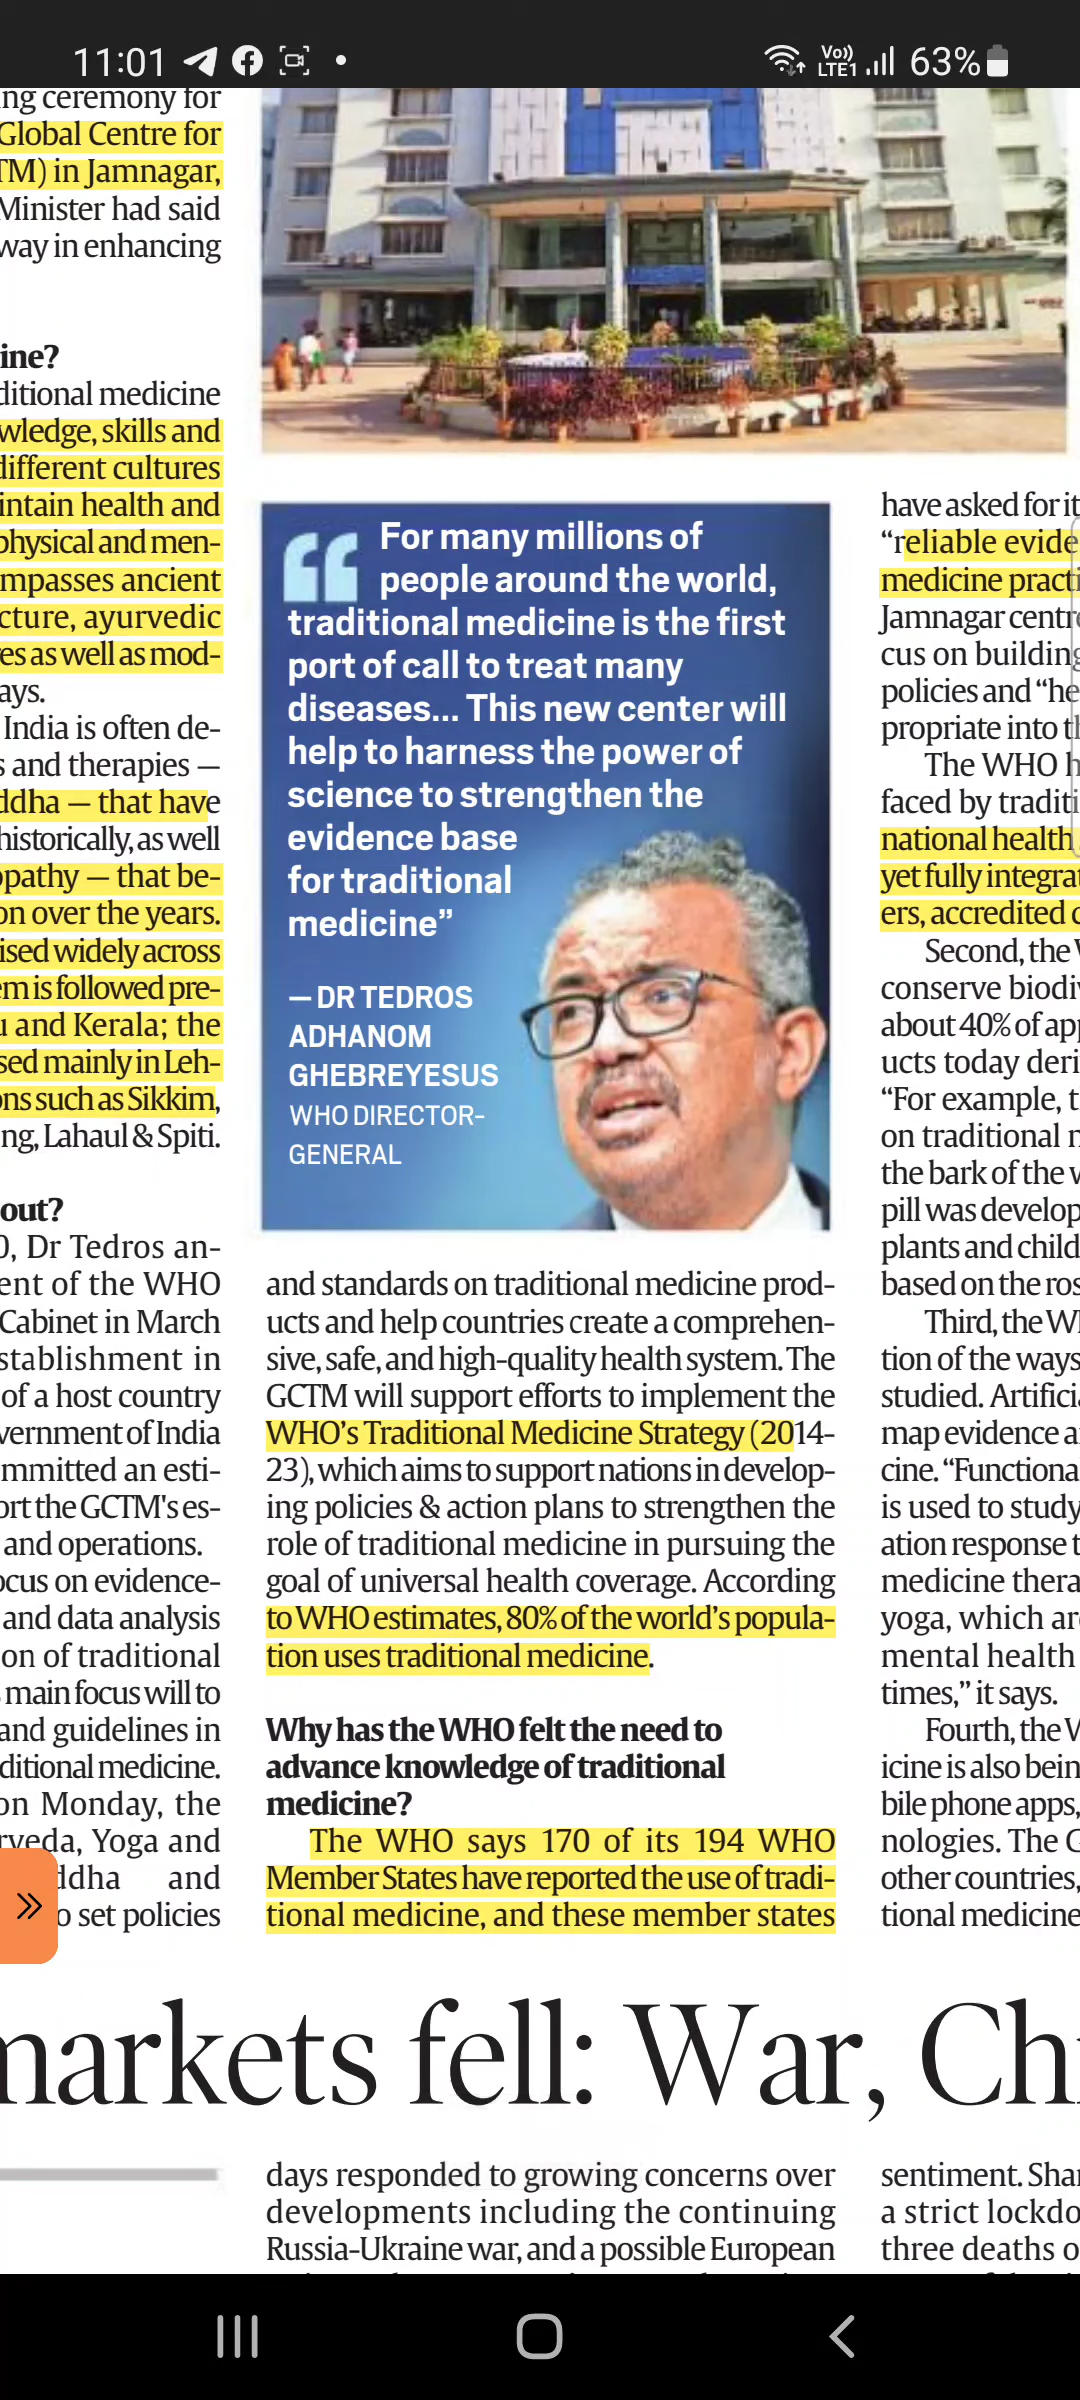 11:01
Vo))
LTE1
63%
ng ceremony for
Global Centre for
TM) in Jamnagar,
Minister had said
way in enhancing
ine?
ditional medicine
wledge, skills and
different cultures
intain health and
physical and men-
mpasses ancient
cture, ayurvedic
es as well as mod-
ays.
India is often de-
s and therapies —
ddha — that have
historically, as well
opathy — that be-
on over the years.
ised widely across
em is followed pre-
u and Kerala; the
sed mainly in Leh-
ons such as Sikkim,
ng, Lahaul & Spiti.
out?
0, Dr Tedros an-
ent of the WHO
Cabinet in March
stablishment in
of a host country
vernment of India
mmitted an esti-
ort the GCTM's es-
and operations.
ocus on evidence-
and data analysis
on of traditional
main focus will to
and guidelines in
ditional medicine.
on Monday, the
rveda, Yoga and
ddha and
o set policies
“ For many millions of
people around the world,
traditional medicine is the first
port of call to treat many
diseases... This new center will
help to harness the power of
science to strengthen the
evidence base
for traditional
medicine”
— DR TEDROS
ADHANOM
GHEBREYESUS
WHO DIRECTOR-
GENERAL
and standards on traditional medicine prod-
ucts and help countries create a comprehen-
sive, safe, and high-quality health system. The
GCTM will support efforts to implement the
WHO’s Traditional Medicine Strategy (2014-
23), which aims to support nations in develop-
ing policies & action plans to strengthen the
role of traditional medicine in pursuing the
goal of universal health coverage. According
to WHO estimates, 80% of the world’s popula-
tion uses traditional medicine.
Why has the WHO felt the need to
advance knowledge of traditional
medicine?
The WHO says 170 of its 194 WHO
Member States have reported the use of tradi-
tional medicine, and these member states
have asked for it
“reliable evide
medicine practi
Jamnagar centr
cus on building
policies and “he
propriate into th
The WHO h
faced by traditi
national health
yet fully integrat
ers, accredited c
Second, the W
conserve biodiv
about 40% of app
ucts today deri
“For example, t
on traditional m
the bark of the w
pill was develop
plants and child
based on the ros
Third, the WH
tion of the ways
studied. Artificia
map evidence a
cine. “Functiona
is used to study
ation response t
medicine thera
yoga, which are
mental health
times,” it says.
Fourth, the W
icine is also bein
bile phone apps,
nologies. The G
other countries,
tional medicine
markets fell: War, Ch
days responded to growing concerns over
developments including the continuing
Russia-Ukraine war, and a possible European
sentiment. Shar
a strict lockdo
three deaths o